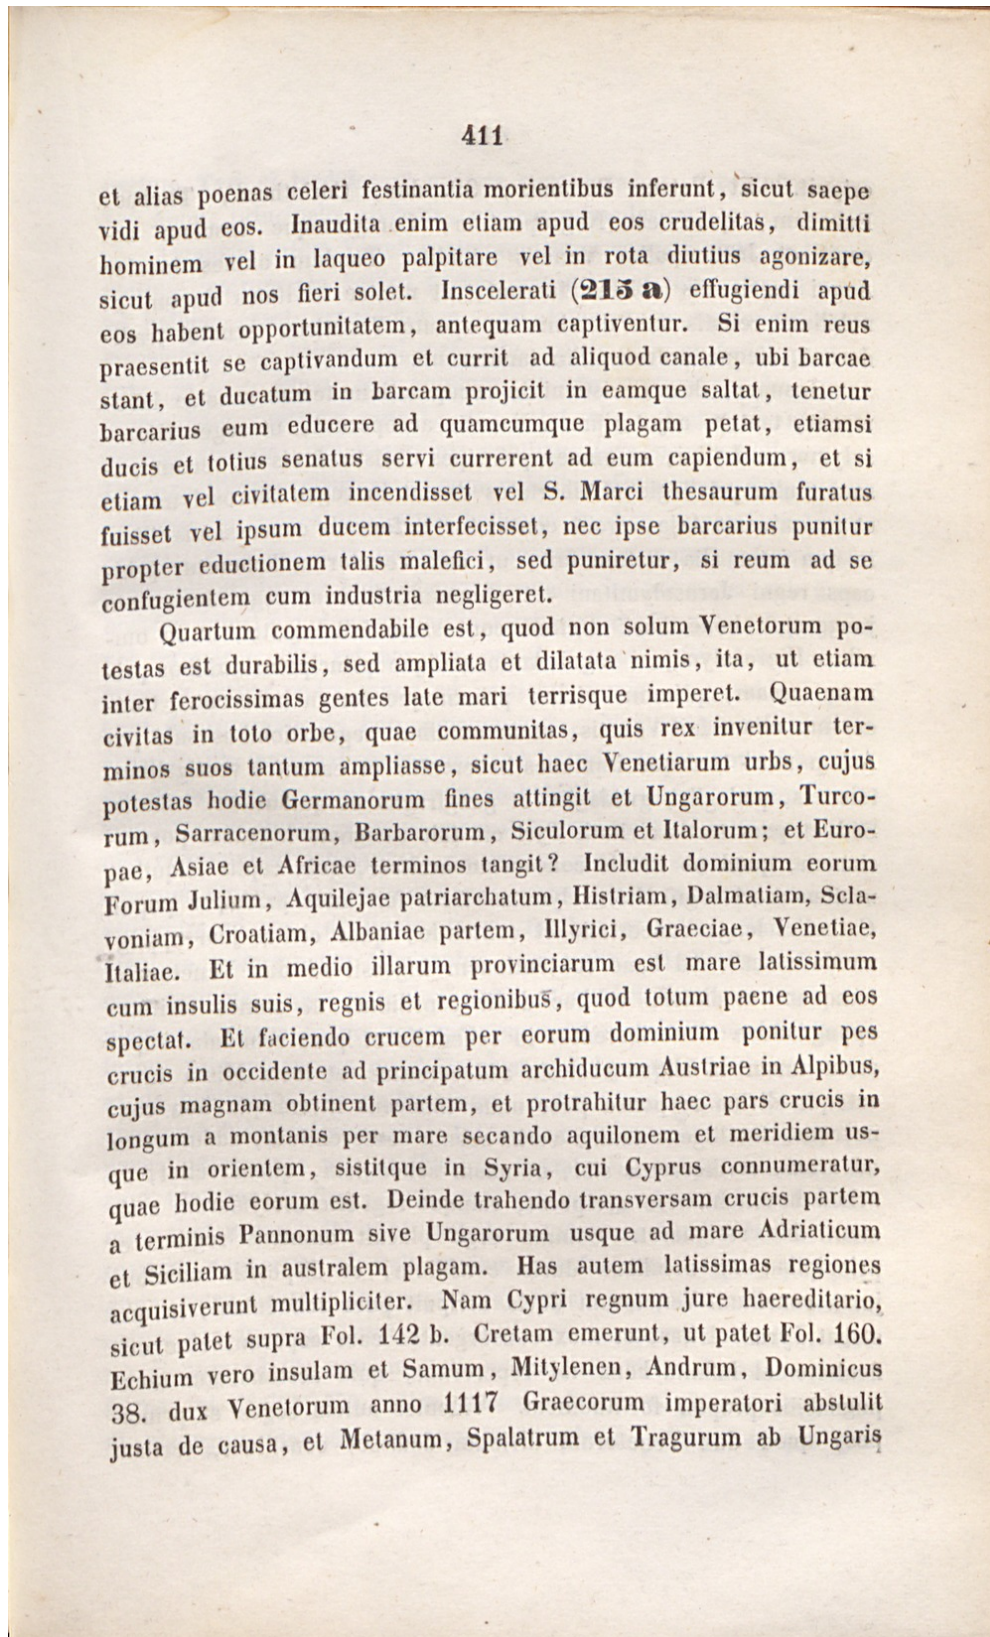 411
et alias poenas celeri festinantia morientibus inferunt, sicut saepe
vidi apud eos. Inaudita enim etiam apud eos crudelitas, dimitti
hominem vel in laqueo palpitare vel in rota diutius agonizare,
sicut apud nos fieri solet. Inscelerati (215 a) effugiendi apud
eos habent opportunitatem, antequam captiventur. Si enim reus
praesentit se captivandum et currit ad aliquod canale, ubi barcae
stant, et ducatum in barcam projicit in eamque saltat, tenetur
barcarius eum educere ad quamcumque plagam petat, etiamsi
ducis et totius senatus servi currerent ad eum capiendum, et si
etiam vel civitatem incendisset vel S. Marci thesaurum furatus
fuisset vel ipsum ducem interfecisset, nec ipse barcarius punitur
propter eductionem talis malefici, sed puniretur, si reum ad se
confugientem cum industria negligeret.
Quartum commendabile est, quod non solum Venetorum po-
testas est durabilis, sed ampliata et dilatata nimis, ita, ut etiam
inter ferocissimas gentes late mari terrisque imperet. Quaenam
civitas in toto orbe, quae communitas, quis rex invenitur ter-
minos suos tantum ampliasse, sicut haec Venetiarum urbs, cujus
potestas hodie Germanorum fines attingit et Ungarorum, Turco-
rum, Sarracenorum, Barbarorum, Siculorum et Italorum; et Euro-
pae, Asiae et Africae terminos tangit? Includit dominium eorum
Forum Julium, Aquilejae patriarchatum, Histriam, Dalmatiam, Scla-
voniam, Croatiam, Albaniae partem, Illyrici, Graeciae, Venetiae,
Italiae. Et in medio illarum provinciarum est mare latissimum
cum insulis suis, regnis et regionibus, quod totum paene ad eos
spectat. Et faciendo crucem per eorum dominium ponitur pes
crucis in occidente ad principatum archiducum Austriae in Alpibus,
cujus magnam obtinent partem, et protrahitur haec pars crucis in
longum a montanis per mare secando aquilonem et meridiem us-
que in orientem, sistitque in Syria, cui Cyprus connumeratur,
quae hodie eorum est. Deinde trahendo transversam crucis partem
a terminis Pannonum sive Ungarorum usque ad mare Adriaticum
et Siciliam in australem plagam. Has autem latissimas regiones
acquisiverunt multipliciter. Nam Cypri regnum jure haereditario,
sicut patet supra Fol. 142 b. Cretam emerunt, ut patet Fol. 160.
Echium vero insulam et Samum, Mitylenen, Andrum, Dominicus
38. dux Venetorum anno 1117 Graecorum imperatori abstulit
justa de causa, et Metanum, Spalatrum et Tragurum ab Ungaris